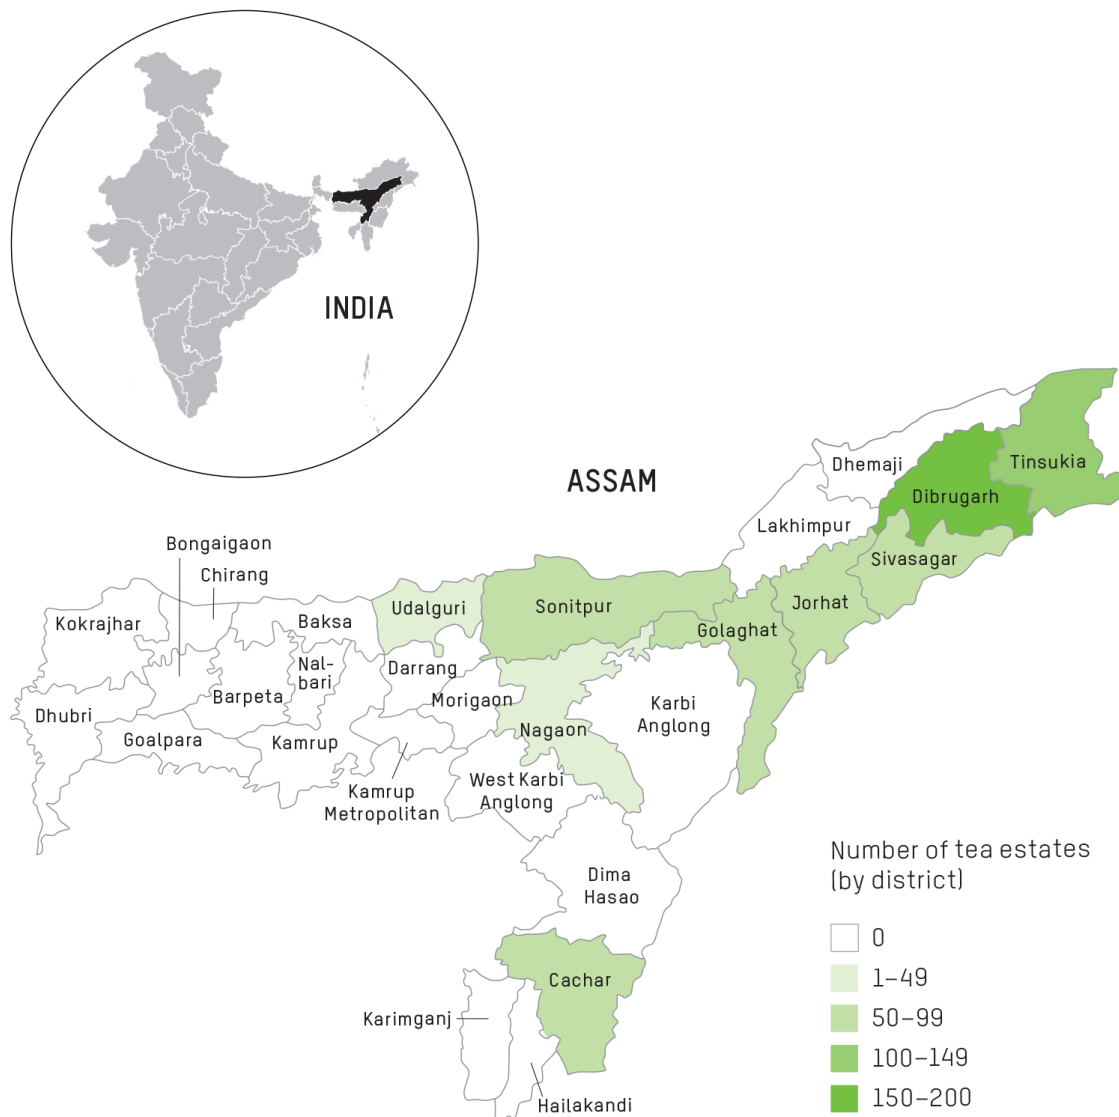 INDIA
ASSAM
Dhemaji
Tinsukia
Dibrugarh
Lakhimpur
Bongaigaon
Sivasagar
Chirang
Udalguri
Sonitpur
Jorhat
Kokrajhar
Baksa
Golaghat
Nal-
bari
Darrang
Barpeta
Morigaon
Karbi
Anglong
Dhubri
Goalpara
Kamrup
Nagaon
Kamrup
Metropolitan
West Karbi
Anglong
Dima
Hasao
Cachar
Karimganj
Hailakandi
Number of tea estates
(by district)
0
1–49
50–99
100–149
150–200